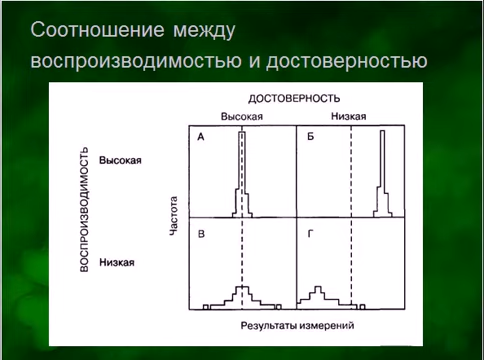 Соотношение между
воспроизводимостью и достоверностью
ДОСТОВЕРНОСТЬ
Высокая Низкая
ВОСПРОИЗВОДИМОСТЬ
Высокая
Низкая
Частота
А Б
В Г
Результаты измерений